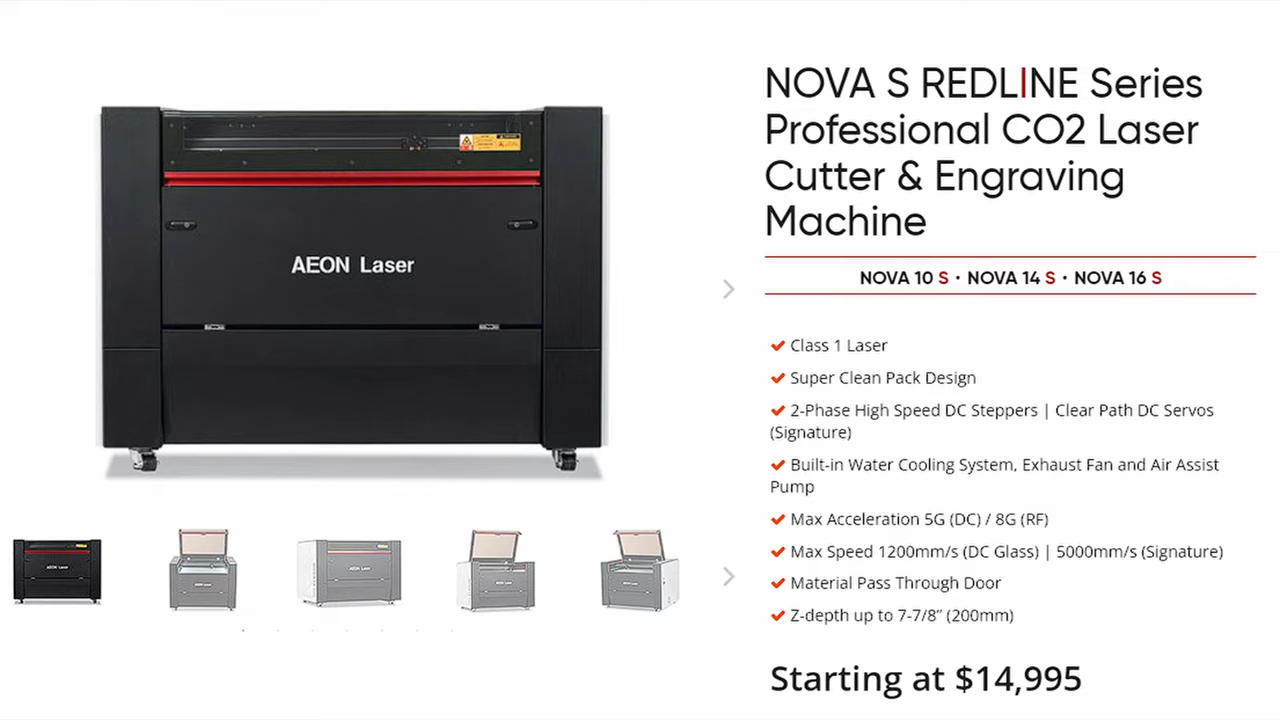 NOVA S REDLINE Series
Professional CO2 Laser
Cutter & Engraving
Machine
NOVA 10 S · NOVA 14 S · NOVA 16 S
AEON Laser
✔ Class 1 Laser
✔ Super Clean Pack Design
✔ 2-Phase High Speed DC Steppers | Clear Path DC Servos
(Signature)
✔ Built-in Water Cooling System, Exhaust Fan and Air Assist
Pump
✔ Max Acceleration 5G (DC) / 8G (RF)
✔ Max Speed 1200mm/s (DC Glass) | 5000mm/s (Signature)
✔ Material Pass Through Door
✔ Z-depth up to 7-7/8” (200mm)
Starting at $14,995